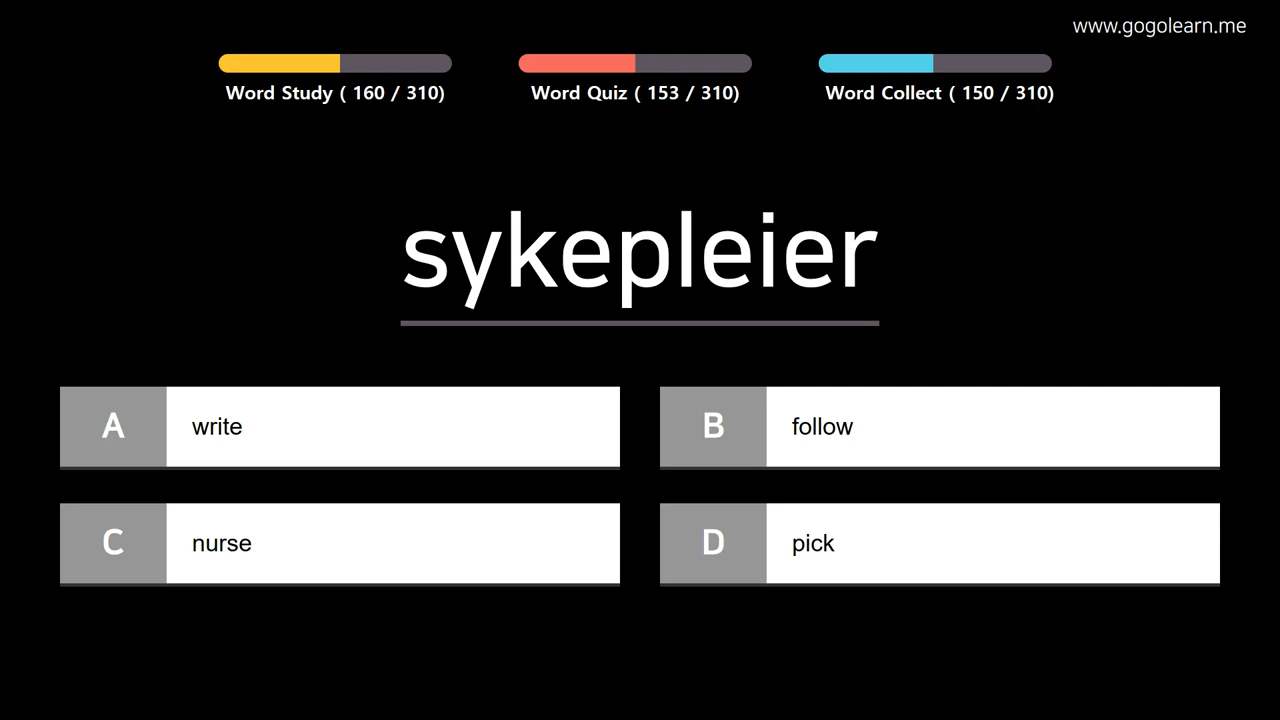 www.gogolearn.me
Word Study ( 160 / 310)
Word Quiz ( 153 / 310)
Word Collect ( 150 / 310)
sykepleier
A write
B follow
C nurse
D pick